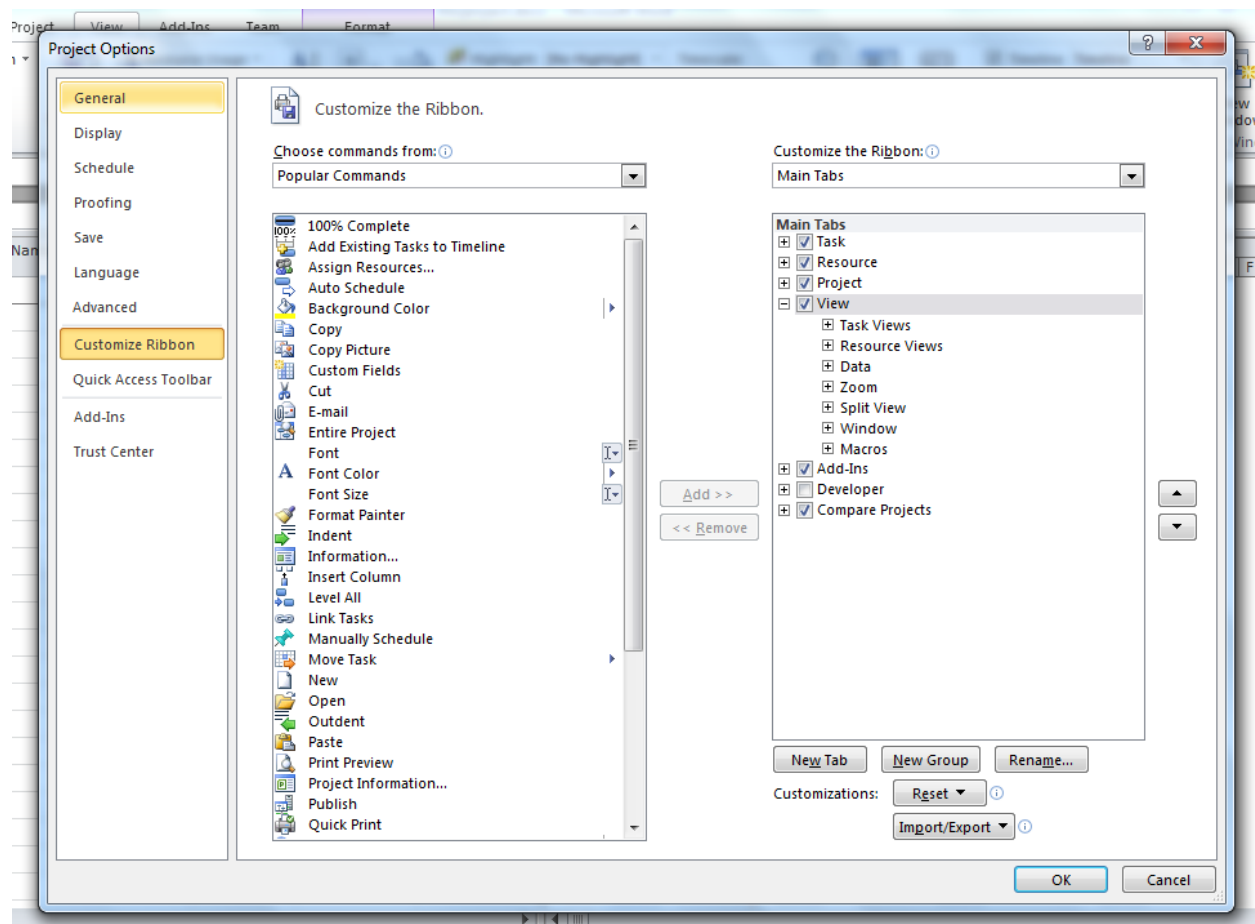 Project View Add-Ins Team Format
Project Options
General
Display
Schedule
Proofing
Save
Language
Advanced
Customize Ribbon
Quick Access Toolbar
Add-Ins
Trust Center
Customize the Ribbon.
Choose commands from:
Popular Commands
100% Complete
Add Existing Tasks to Timeline
Assign Resources...
Auto Schedule
Background Color
Copy
Copy Picture
Custom Fields
Cut
E-mail
Entire Project
Font
Font Color
Font Size
Format Painter
Indent
Information...
Insert Column
Level All
Link Tasks
Manually Schedule
Move Task
New
Open
Outdent
Paste
Print Preview
Project Information...
Publish
Quick Print
Add >>
<< Remove
Customize the Ribbon:
Main Tabs
Main Tabs
Task
Resource
Project
View
Task Views
Resource Views
Data
Zoom
Split View
Window
Macros
Add-Ins
Developer
Compare Projects
New Tab New Group Rename...
Customizations: Reset
Import/Export
OK Cancel